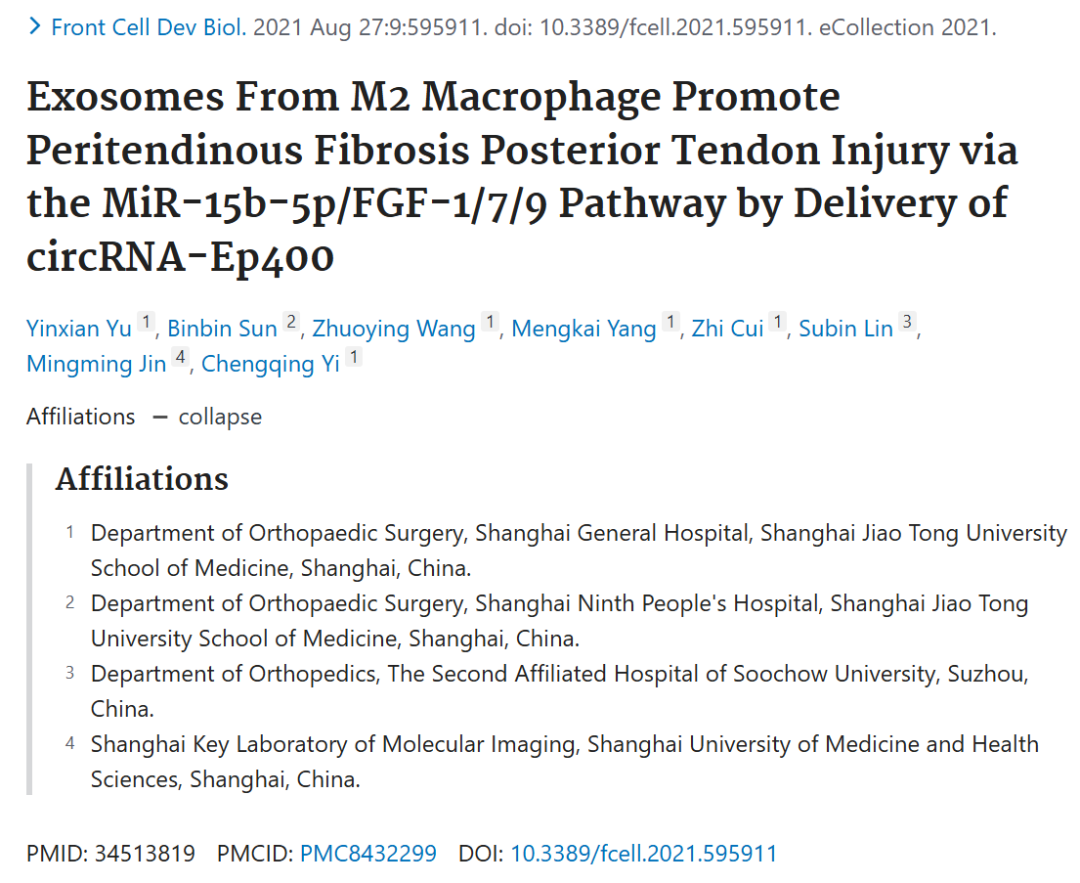 > Front Cell Dev Biol. 2021 Aug 27:9:595911. doi: 10.3389/fcell.2021.595911. eCollection 2021.
Exosomes From M2 Macrophage Promote
Peritendinous Fibrosis Posterior Tendon Injury via
the MiR-15b-5p/FGF-1/7/9 Pathway by Delivery of
circRNA-Ep400
Yinxian Yu 1, Binbin Sun 2, Zhuoying Wang 1, Mengkai Yang 1, Zhi Cui 1, Subin Lin 3,
Mingming Jin 4, Chengqing Yi 1
Affiliations − collapse
Affiliations
1 Department of Orthopaedic Surgery, Shanghai General Hospital, Shanghai Jiao Tong University
School of Medicine, Shanghai, China.
2 Department of Orthopaedic Surgery, Shanghai Ninth People's Hospital, Shanghai Jiao Tong
University School of Medicine, Shanghai, China.
3 Department of Orthopedics, The Second Affiliated Hospital of Soochow University, Suzhou,
China.
4 Shanghai Key Laboratory of Molecular Imaging, Shanghai University of Medicine and Health
Sciences, Shanghai, China.
PMID: 34513819 PMCID: PMC8432299 DOI: 10.3389/fcell.2021.595911